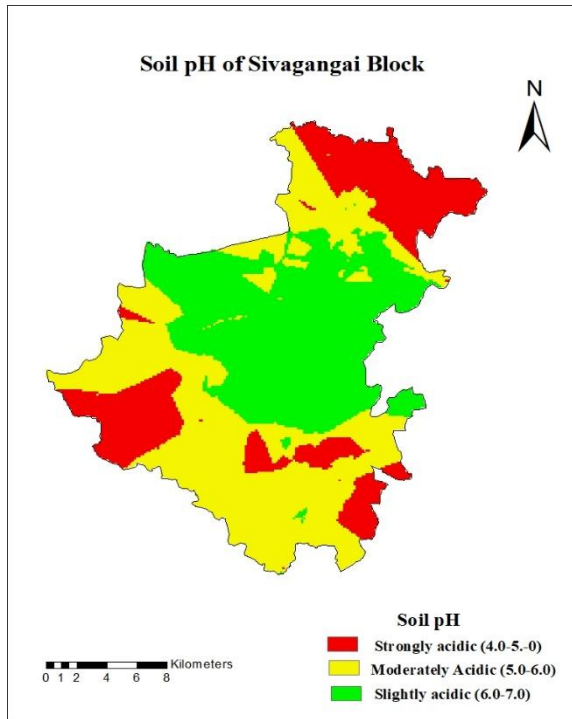 Soil pH of Sivagangai Block
N
Soil pH
Strongly acidic (4.0-5.-0)
Moderately Acidic (5.0-6.0)
Slightly acidic (6.0-7.0)
Kilometers
0 1 2 4 6 8